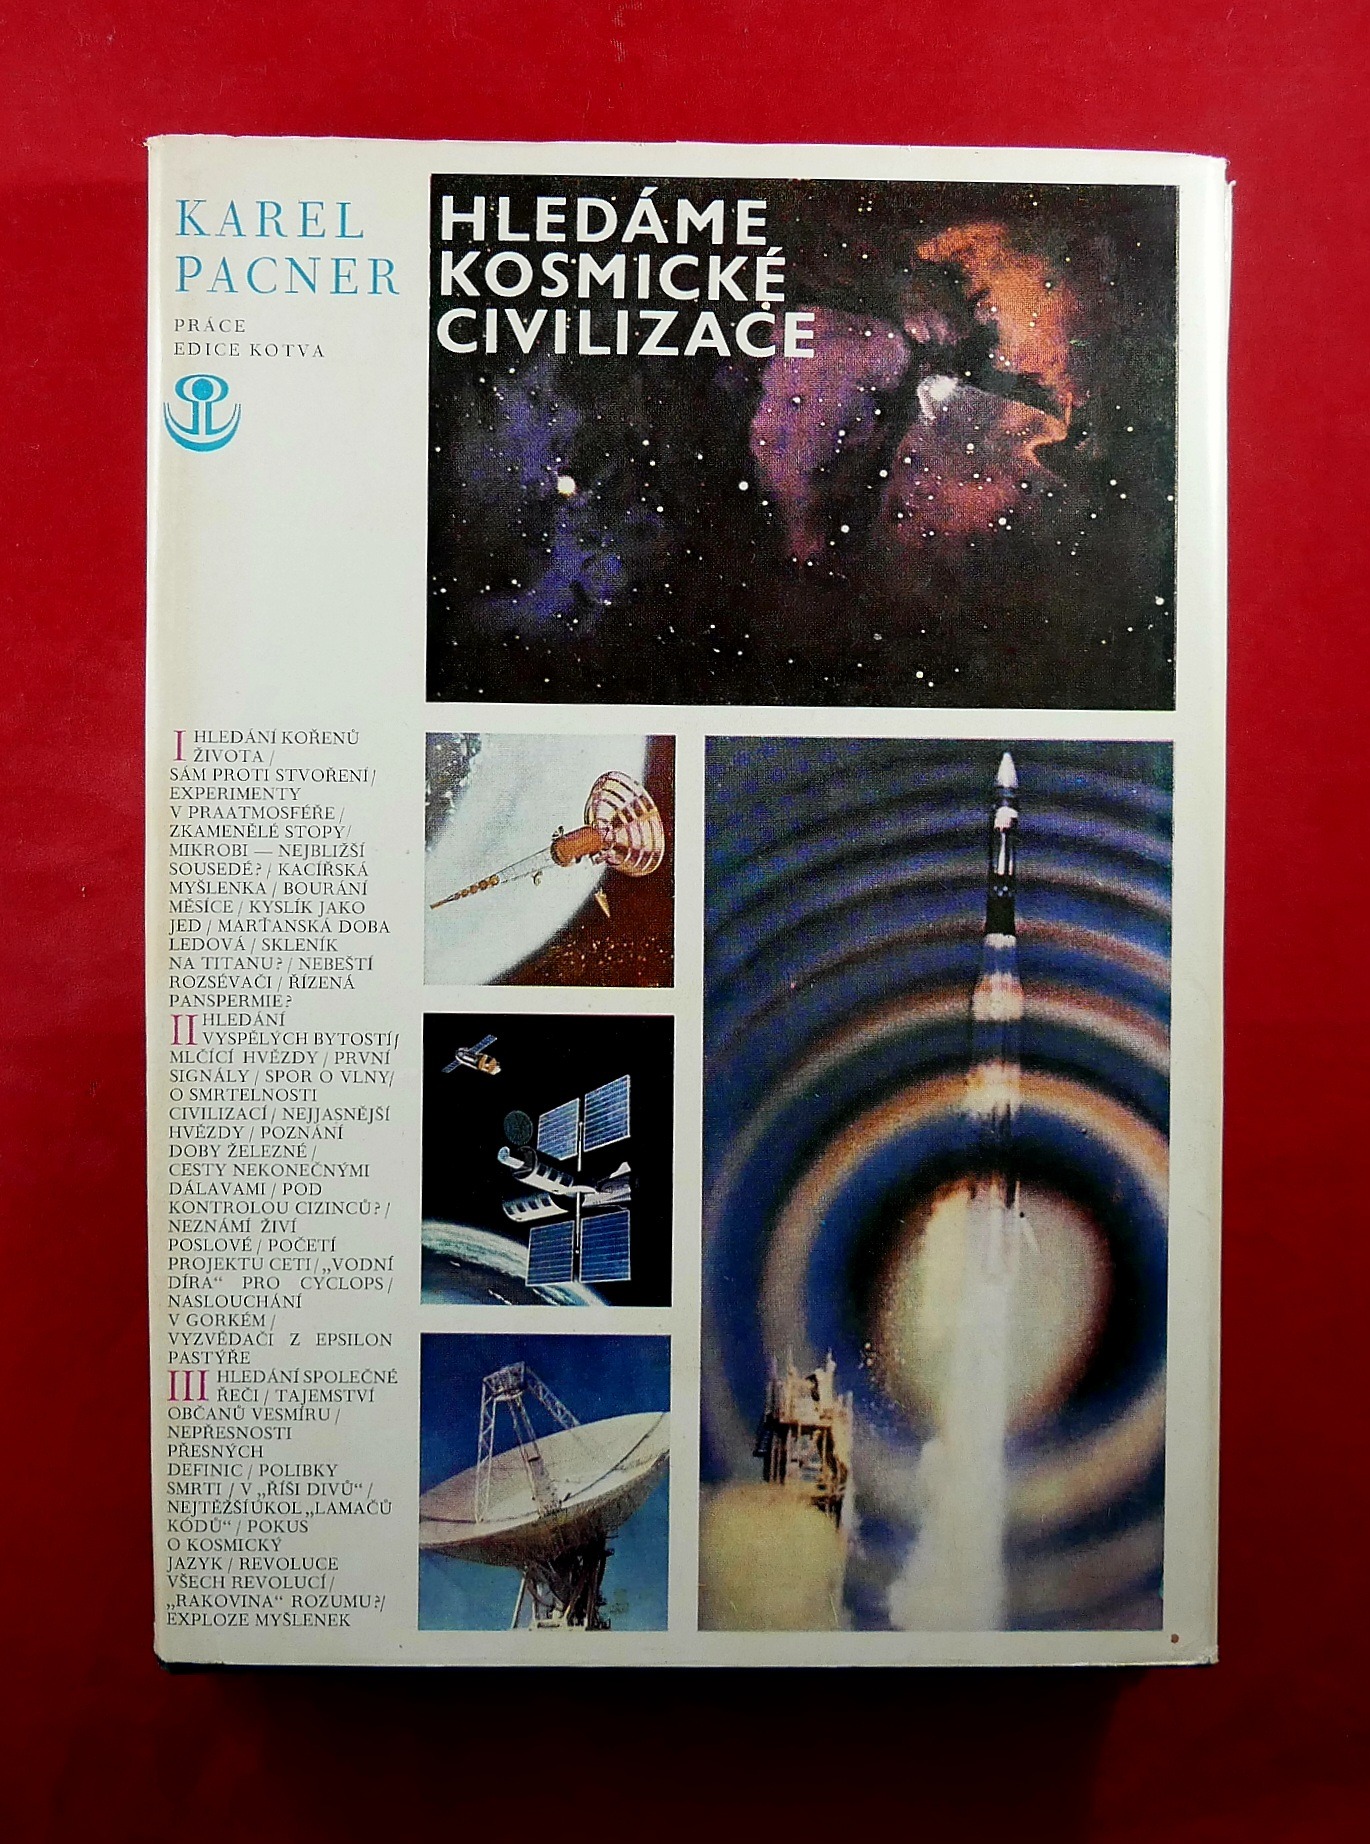 KAREL
PACNER
PRÁCE
EDICE KOTVA
HLEDÁME
KOSMICKÉ
CIVILIZACE
I HLEDÁNÍ KOŘENŮ
ŽIVOTA /
SÁM PROTI STVOŘENÍ /
EXPERIMENTY
V PRAATMOSFÉŘE /
ZKAMENĚLÉ STOPY/
MIKROBI — NEJBLIŽŠÍ
SOUSEDÉ? / KACÍŘSKÁ
MYŠLENKA / BOURÁNÍ
MĚSÍCE / KYSLÍK JAKO
JED / MARŤANSKÁ DOBA
LEDOVÁ / SKLENÍK
NA TITANU? / NEBEŠTÍ
ROZSÉVAČI / ŘÍZENÁ
PANSPERMIE?
II HLEDÁNÍ
VYSPĚLÝCH BYTOSTÍ/
MLČÍCÍ HVĚZDY / PRVNÍ
SIGNÁLY / SPOR O VLNY/
O SMRTELNOSTI
CIVILIZACÍ / NEJJASNĚJŠÍ
HVĚZDY / POZNÁNÍ
DOBY ŽELEZNÉ /
CESTY NEKONEČNÝMI
DÁLAVAMI / POD
KONTROLOU CIZINCŮ? /
NEZNÁMÍ ŽIVÍ
POSLOVÉ / POČETÍ
PROJEKTU CETI / „VODNÍ
DÍRA“ PRO CYCLOPS /
NASLOUCHÁNÍ
V GORKÉM /
VYZVĚDAČI Z EPSILON
PASTÝŘE
III HLEDÁNÍ SPOLEČNÉ
ŘEČI / TAJEMSTVÍ
OBČANŮ VESMÍRU /
NEPŘESNOSTI
PŘESNÝCH
DEFINIC / POLIBKY
SMRTI / V „ŘÍŠI DIVŮ“ /
NEJTĚŽŠÍ ÚKOL „LAMAČŮ
KÓDŮ“ / POKUS
O KOSMICKÝ
JAZYK / REVOLUCE
VŠECH REVOLUCÍ /
„RAKOVINA“ ROZUMU?/
EXPLOZE MYŠLENEK